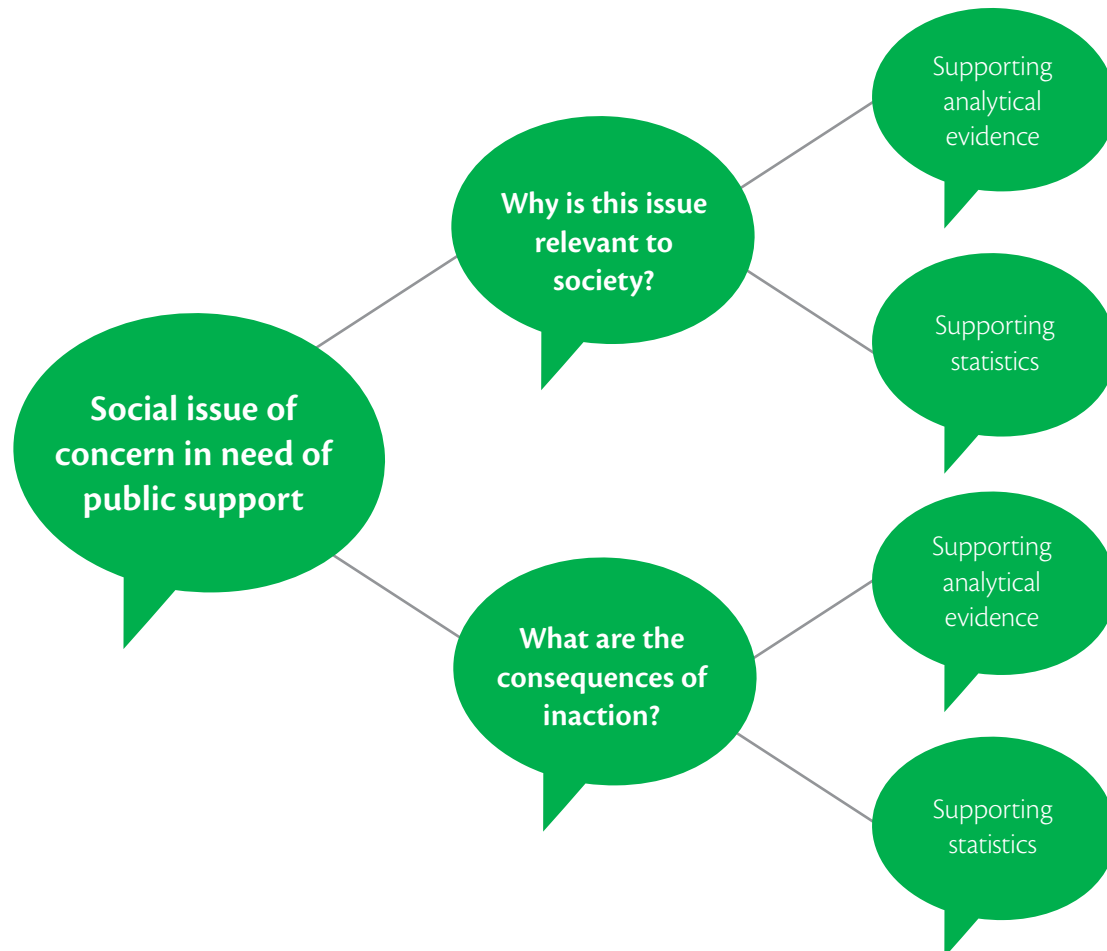 Social issue of
concern in need of
public support
Why is this issue
relevant to
society?
Supporting
analytical
evidence
Supporting
statistics
What are the
consequences of
inaction?
Supporting
analytical
evidence
Supporting
statistics